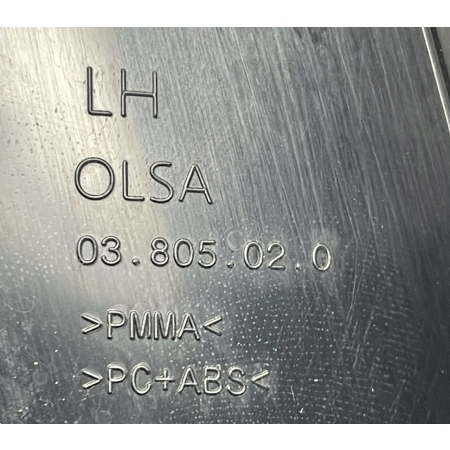 LH
OLSA
03.805.02.0
>PMMA<
>PC+ABS<